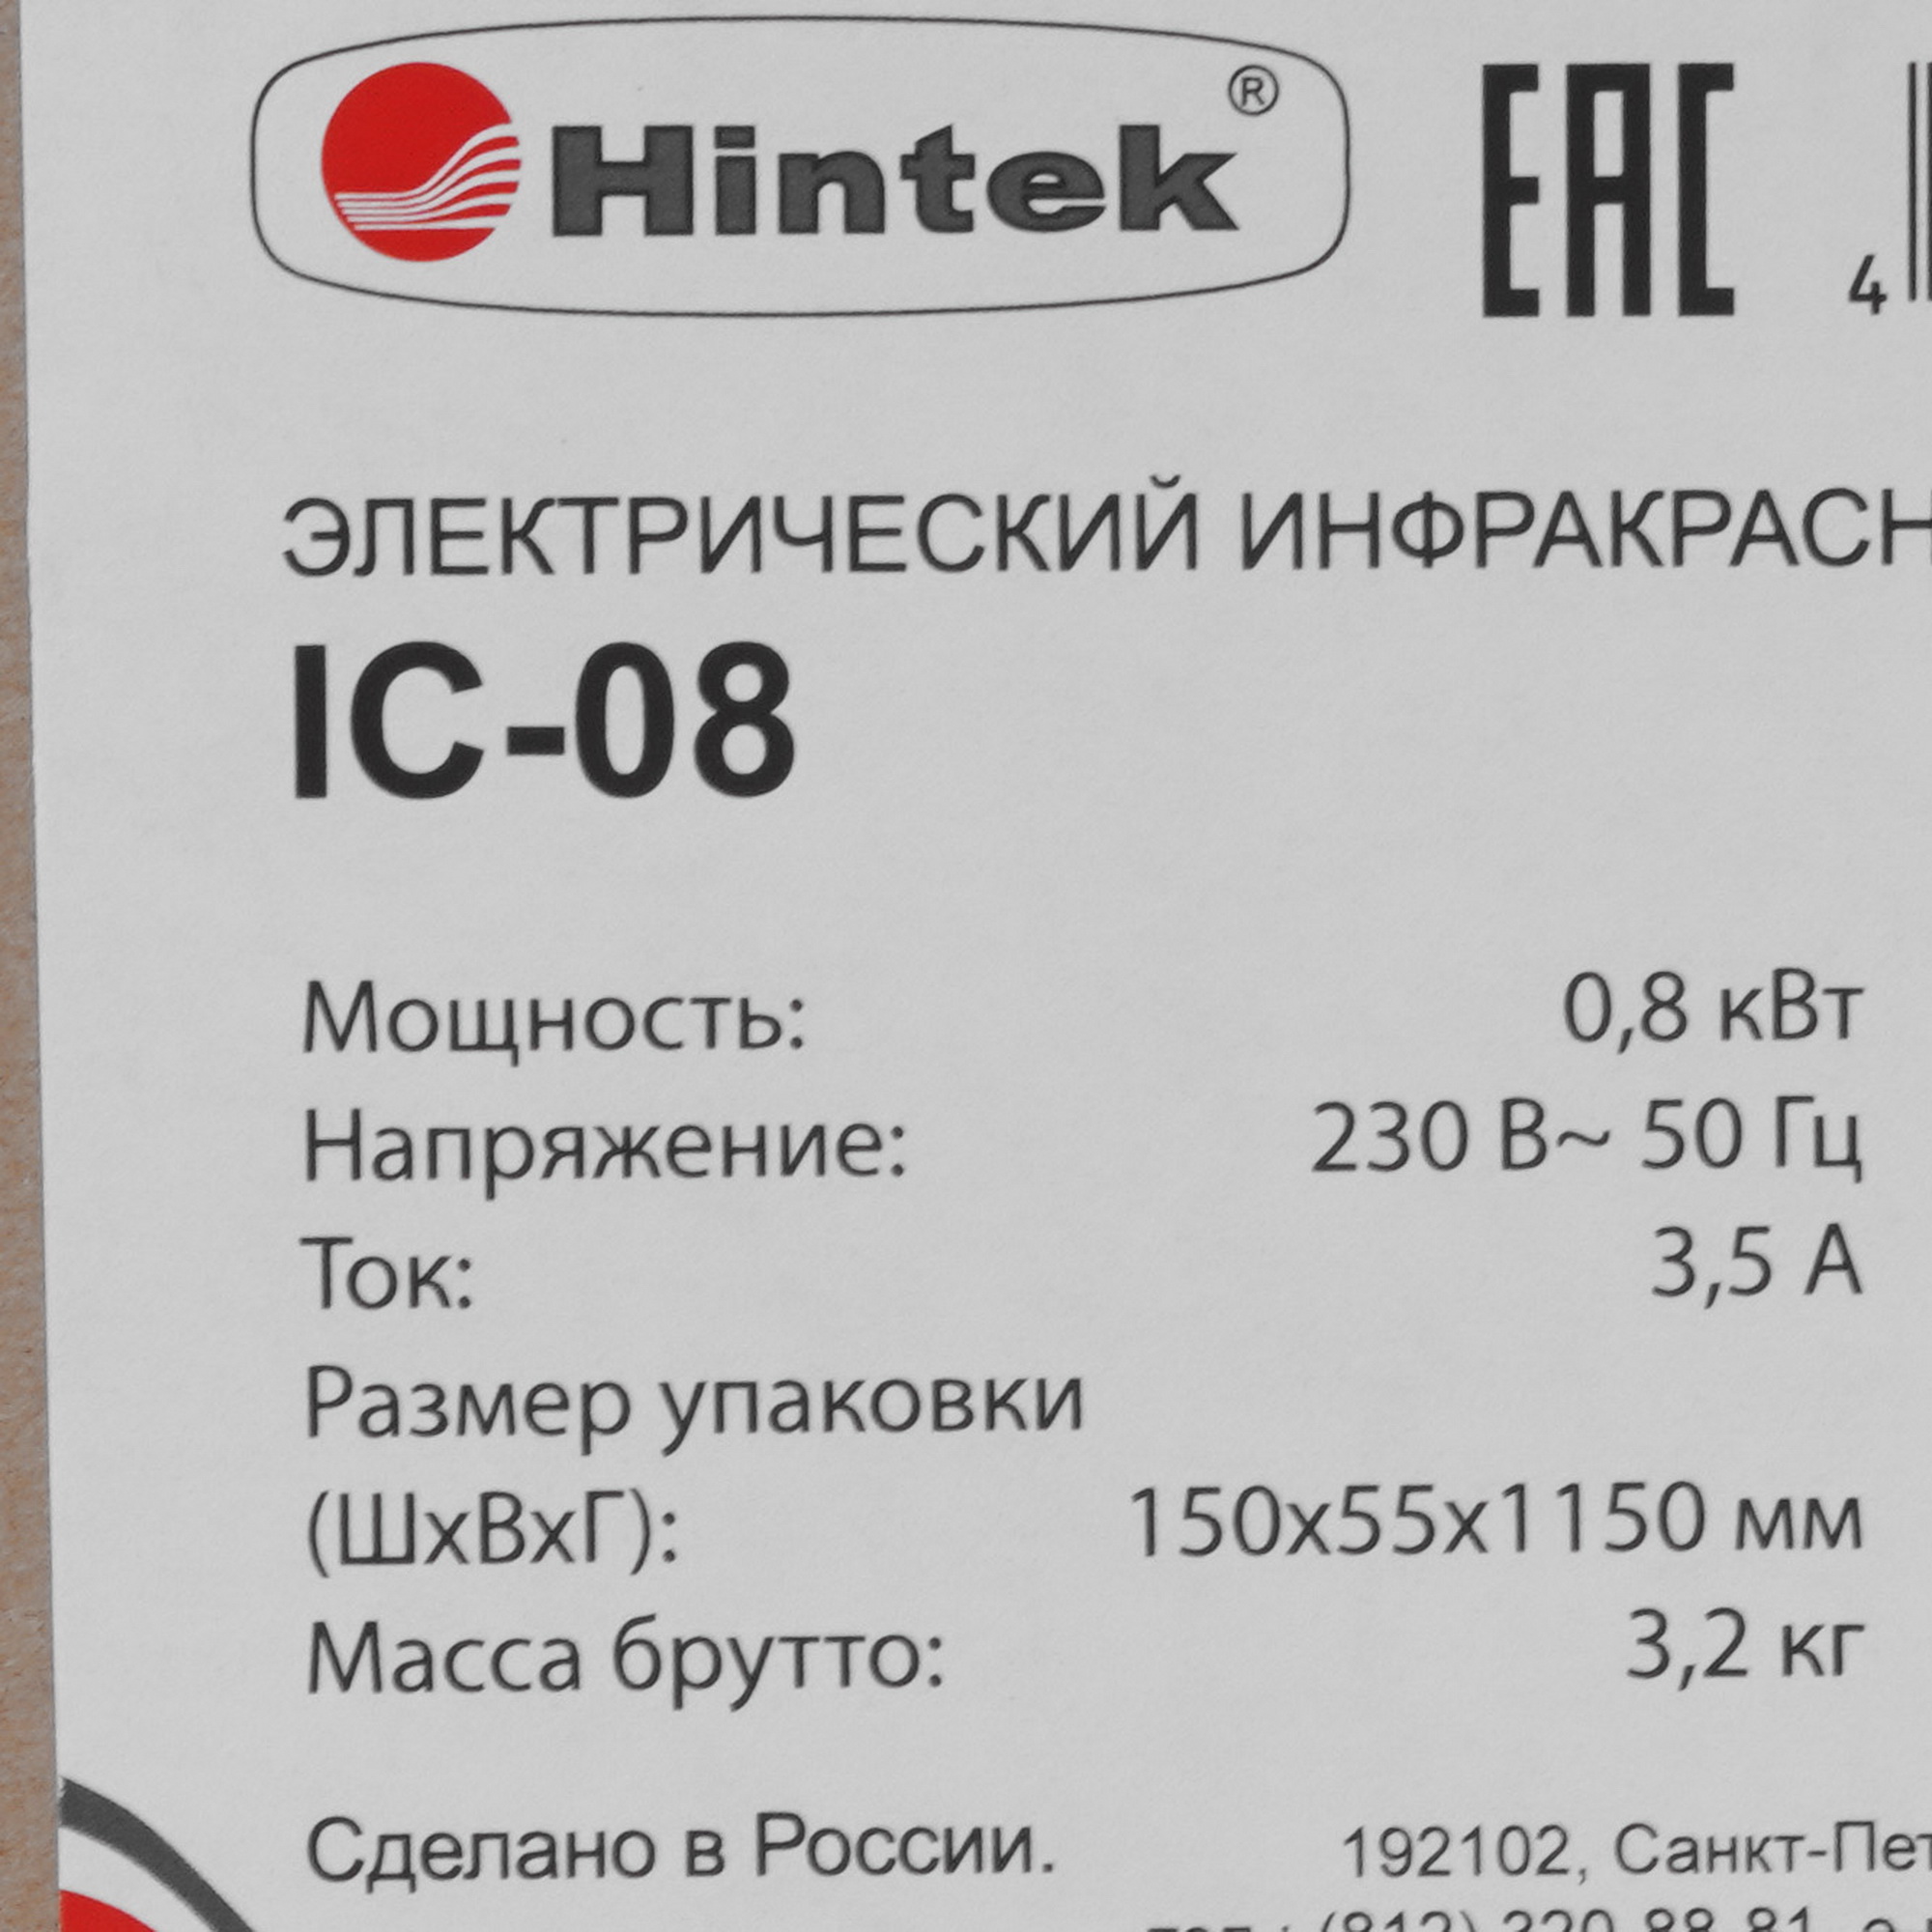 Hintek® EAC 4
ЭЛЕКТРИЧЕСКИЙ ИНФРАКРАСН
IC-08
Мощность: 0,8 кВт
Напряжение: 230 В~ 50 Гц
Ток: 3,5 А
Размер упаковки
(ШхВхГ): 150х55х1150 мм
Масса брутто: 3,2 кг
Сделано в России. 192102, Санкт-Пет